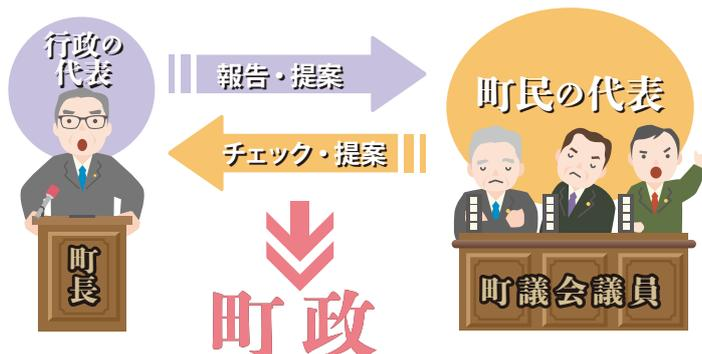 行政の
代表
報告・提案
チェック・提案
町民の代表
町長
町議会議員
町政